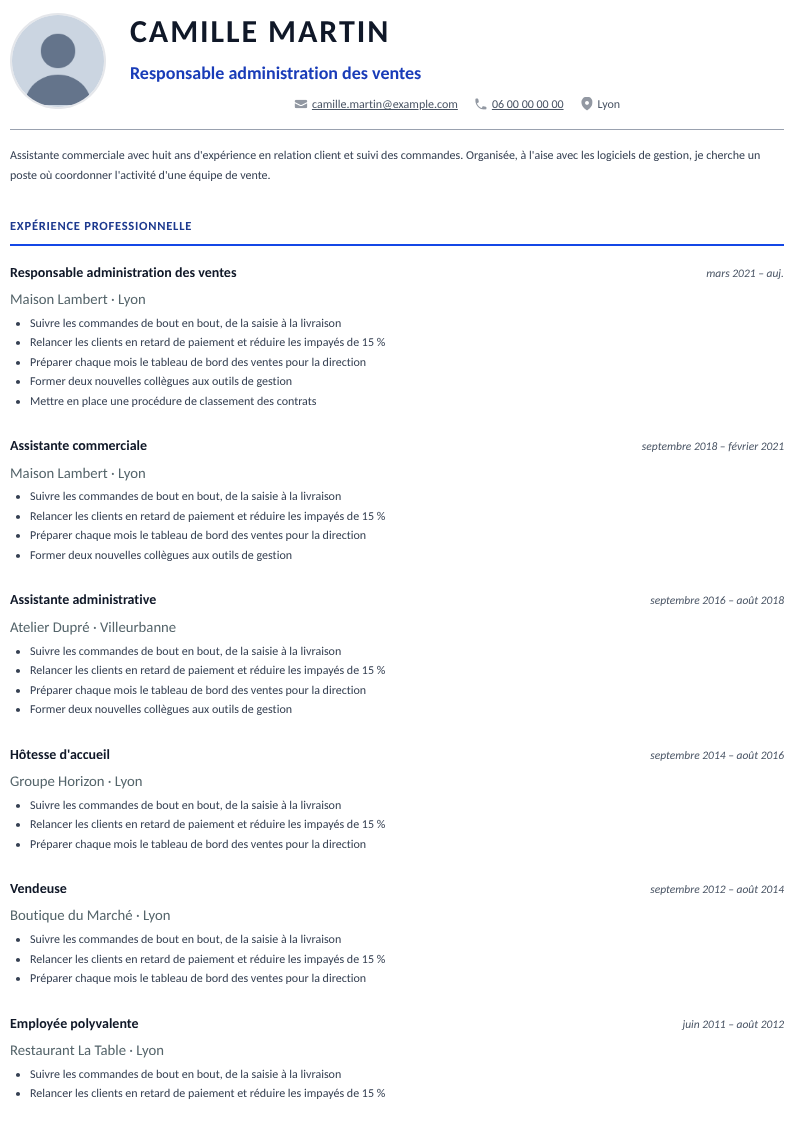 CAMILLE MARTIN
Responsable administration des ventes
camille.martin@example.com 06 00 00 00 00 Lyon
Assistante commerciale avec huit ans d'expérience en relation client et suivi des commandes. Organisée, à l'aise avec les logiciels de gestion, je cherche un
poste où coordonner l'activité d'une équipe de vente.
EXPÉRIENCE PROFESSIONNELLE
Responsable administration des ventes mars 2021 – auj.
Maison Lambert · Lyon
• Suivre les commandes de bout en bout, de la saisie à la livraison
• Relancer les clients en retard de paiement et réduire les impayés de 15 %
• Préparer chaque mois le tableau de bord des ventes pour la direction
• Former deux nouvelles collègues aux outils de gestion
• Mettre en place une procédure de classement des contrats
Assistante commerciale septembre 2018 – février 2021
Maison Lambert · Lyon
• Suivre les commandes de bout en bout, de la saisie à la livraison
• Relancer les clients en retard de paiement et réduire les impayés de 15 %
• Préparer chaque mois le tableau de bord des ventes pour la direction
• Former deux nouvelles collègues aux outils de gestion
Assistante administrative septembre 2016 – août 2018
Atelier Dupré · Villeurbanne
• Suivre les commandes de bout en bout, de la saisie à la livraison
• Relancer les clients en retard de paiement et réduire les impayés de 15 %
• Préparer chaque mois le tableau de bord des ventes pour la direction
• Former deux nouvelles collègues aux outils de gestion
Hôtesse d'accueil septembre 2014 – août 2016
Groupe Horizon · Lyon
• Suivre les commandes de bout en bout, de la saisie à la livraison
• Relancer les clients en retard de paiement et réduire les impayés de 15 %
• Préparer chaque mois le tableau de bord des ventes pour la direction
Vendeuse septembre 2012 – août 2014
Boutique du Marché · Lyon
• Suivre les commandes de bout en bout, de la saisie à la livraison
• Relancer les clients en retard de paiement et réduire les impayés de 15 %
• Préparer chaque mois le tableau de bord des ventes pour la direction
Employée polyvalente juin 2011 – août 2012
Restaurant La Table · Lyon
• Suivre les commandes de bout en bout, de la saisie à la livraison
• Relancer les clients en retard de paiement et réduire les impayés de 15 %